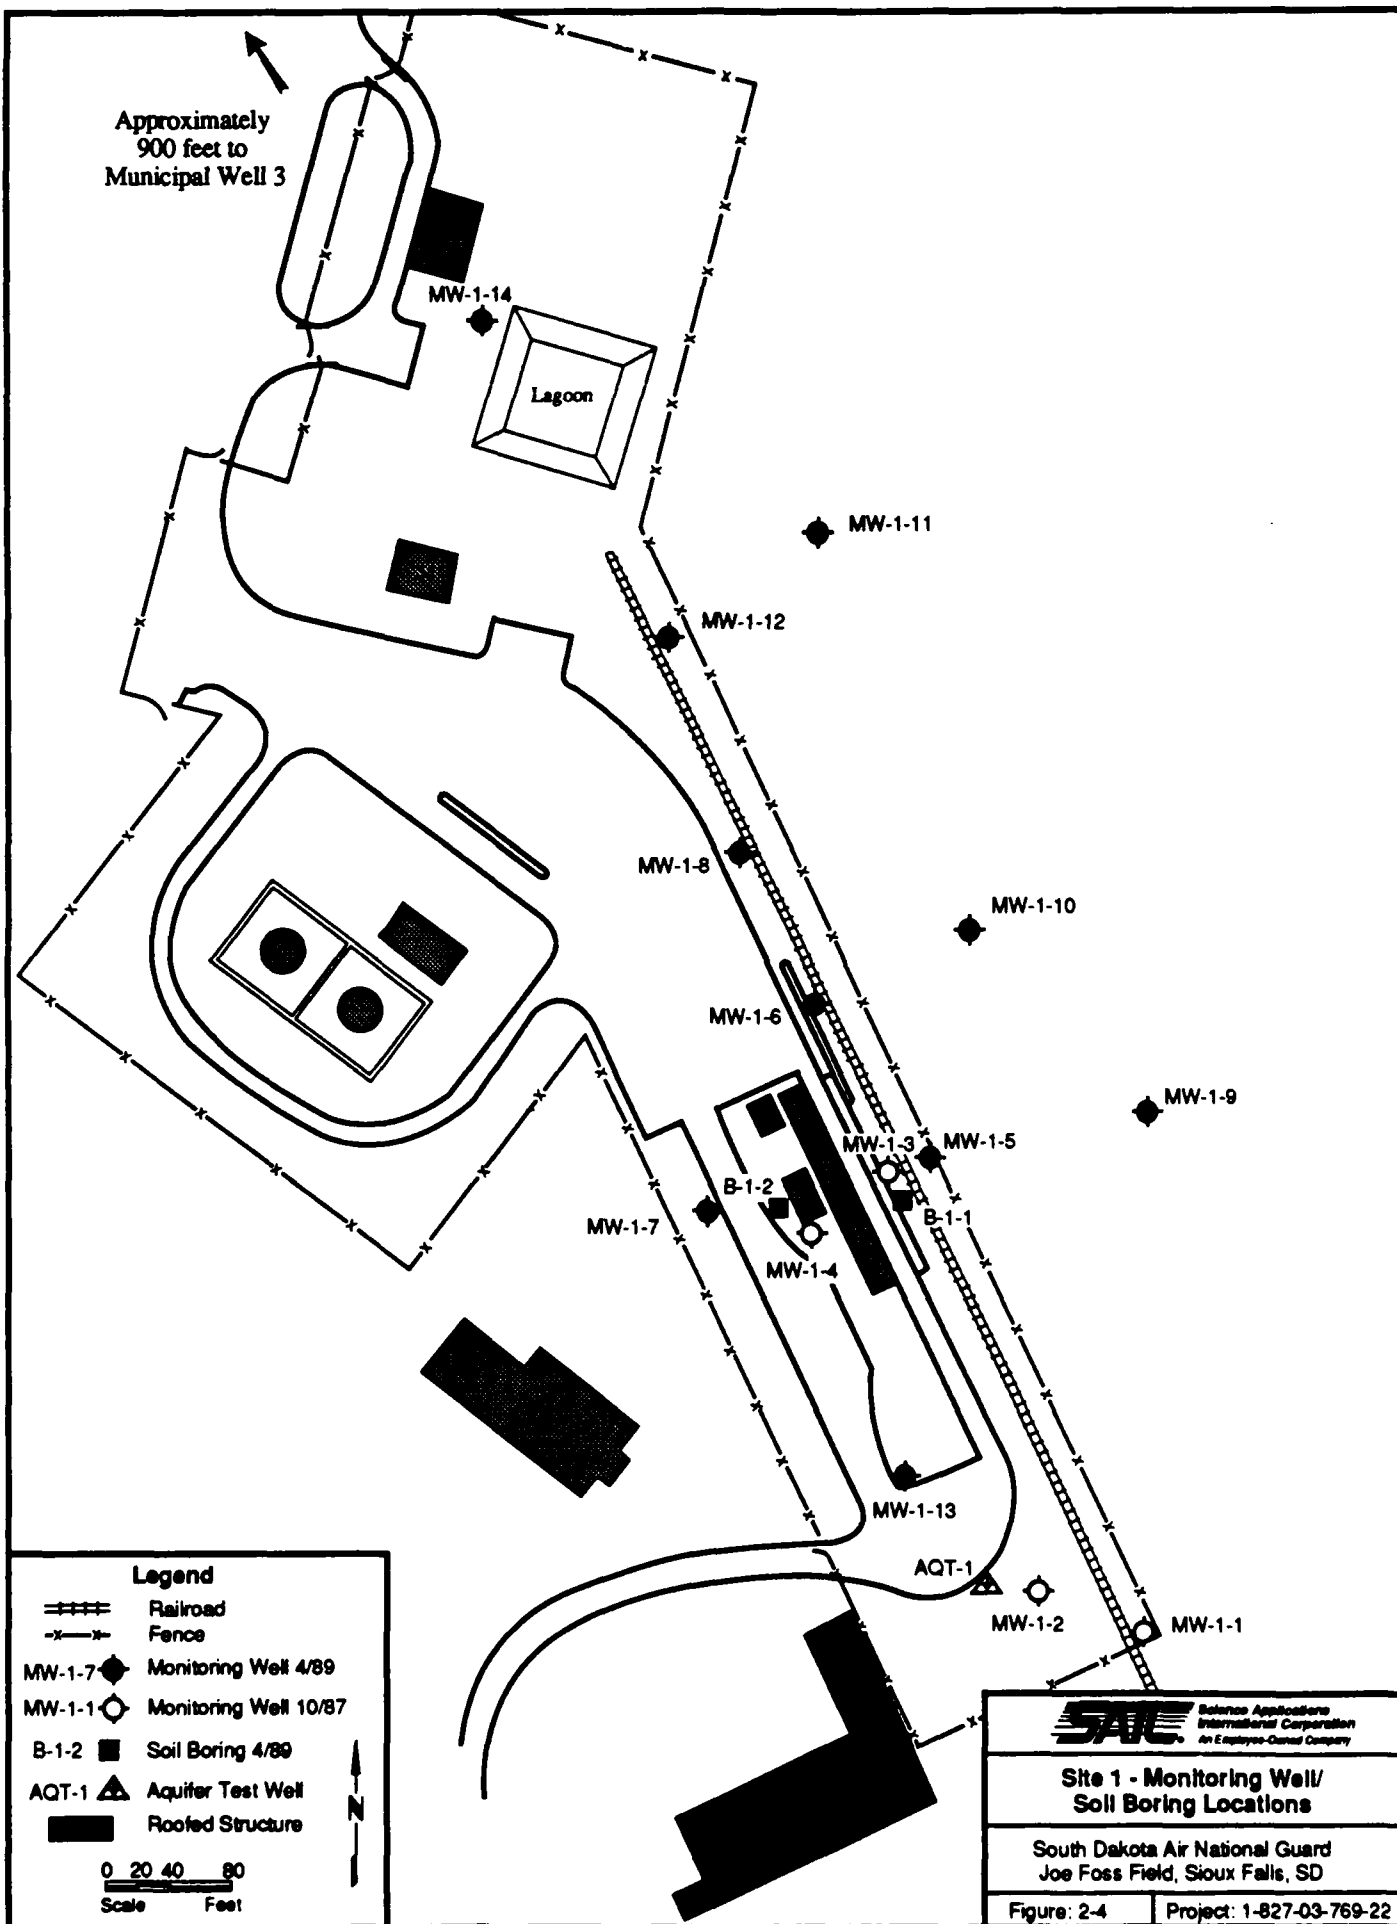 Approximately
900 feet to
Municipal Well 3
MW-1-14
Lagoon
MW-1-11
MW-1-12
MW-1-8
MW-1-10
MW-1-6
MW-1-9
MW-1-3
MW-1-5
B-1-2
B-1-1
MW-1-7
MW-1-4
MW-1-13
AQT-1
MW-1-2
MW-1-1
Legend
Railroad
Fence
MW-1-7 Monitoring Well 4/89
MW-1-1 Monitoring Well 10/87
B-1-2 Soil Boring 4/89
AQT-1 Aquifer Test Well
Roofed Structure
N
0 20 40 80
Scale Feet
SAIC
Science Applications
International Corporation
An Employee-Owned Company
Site 1 - Monitoring Well/
Soil Boring Locations
South Dakota Air National Guard
Joe Foss Field, Sioux Falls, SD
Figure: 2-4 Project: 1-827-03-769-22